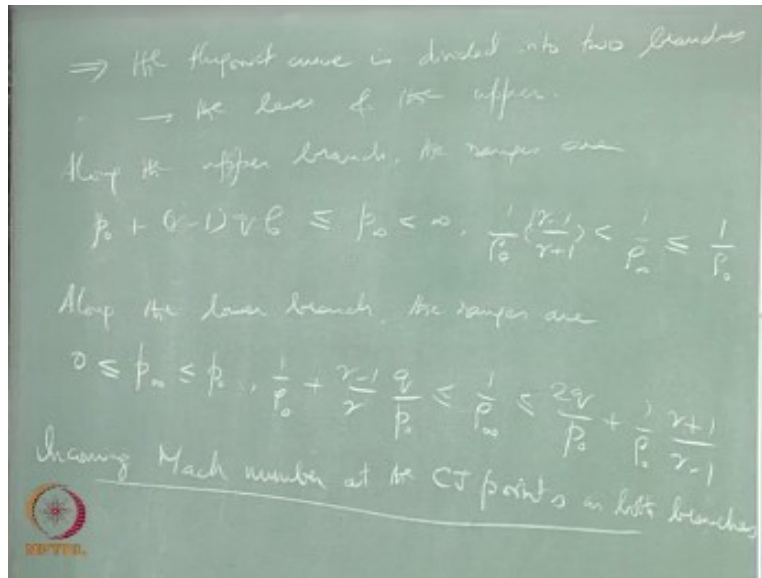 ⇒ the Hugoniot curve is divided into two branches
→ the lower & the upper.
Along the upper branch, the ranges are
p₀ + (γ-1) q ρ₀ ≤ p∞ < ∞, 1/ρ₀ (γ-1/γ+1) < 1/ρ∞ ≤ 1/ρ₀
Along the lower branch, the ranges are
0 ≤ p∞ ≤ p₀, 1/ρ₀ + γ-1/γ q/p₀ ≤ 1/ρ∞ ≤ 2q/p₀ + 1/ρ₀ γ+1/γ-1
Incoming Mach number at the CJ points in both branches
NPTEL